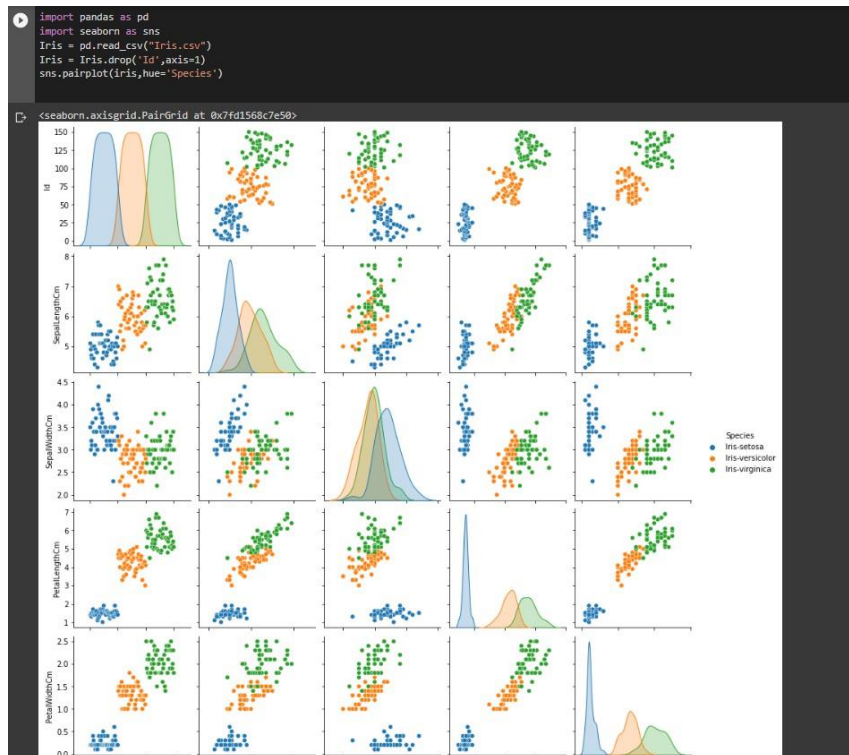 import pandas as pd
import seaborn as sns
Iris = pd.read_csv("Iris.csv")
Iris = Iris.drop('Id',axis=1)
sns.pairplot(iris,hue='Species')
<seaborn.axisgrid.PairGrid at 0x7fd1568c7e50>
150
125
100
75
50
25
0
Id
8
7
6
5
SepalLengthCm
4.5
4.0
3.5
3.0
2.5
2.0
SepalWidthCm
Species
Iris-setosa
Iris-versicolor
Iris-virginica
7
6
5
4
3
2
1
PetalLengthCm
2.5
2.0
1.5
1.0
0.5
0.0
PetalWidthCm